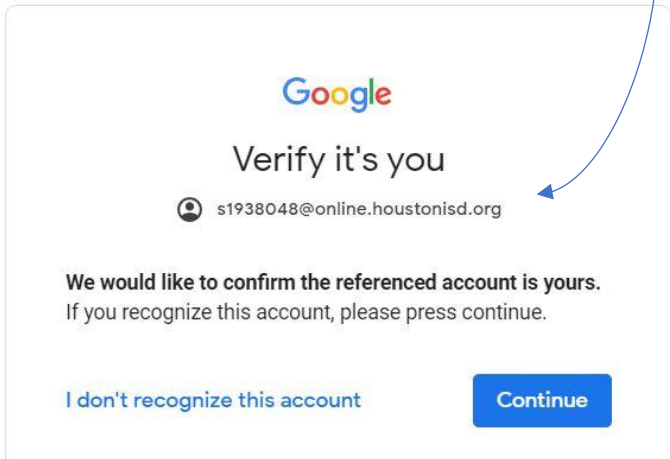 Google
Verify it's you
s1938048@online.houstonisd.org
We would like to confirm the referenced account is yours.
If you recognize this account, please press continue.
I don't recognize this account
Continue